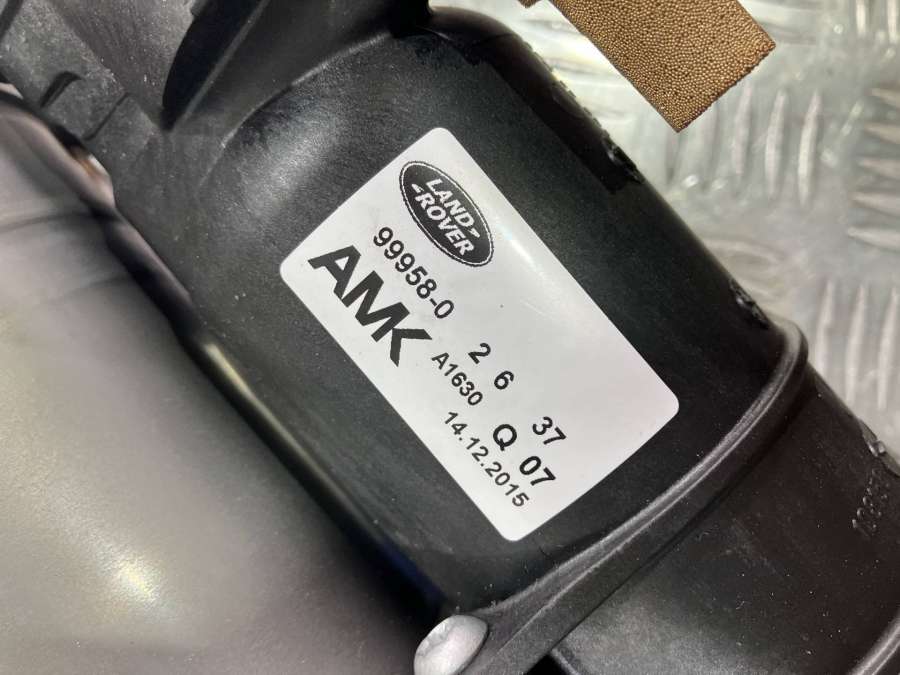 LAND-
-ROVER
99958-0 2 6 37
AMK
A1630 Q 07
14.12.2015